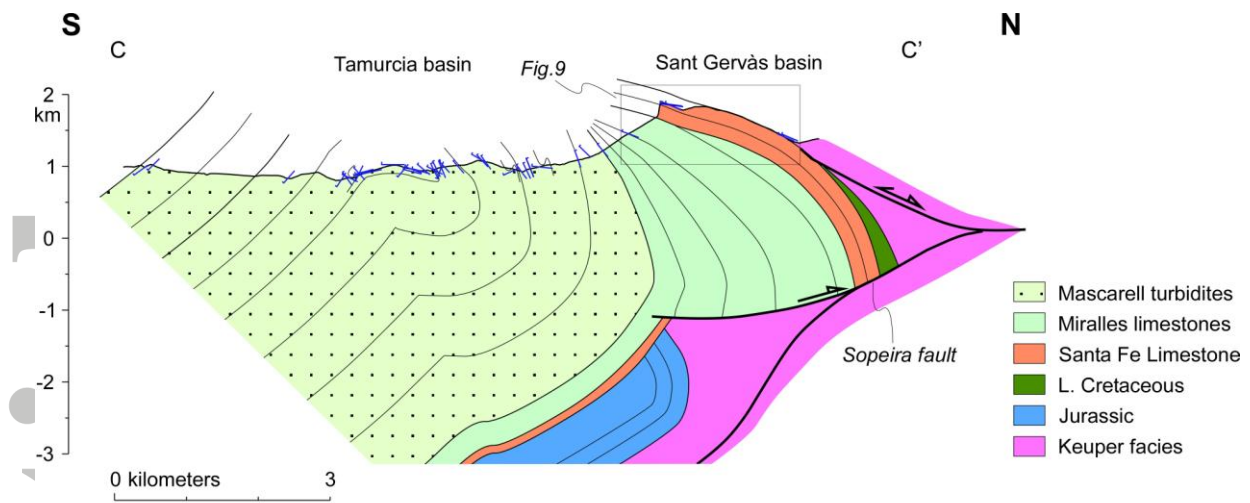 S
N
C
C'
Tamurcia basin
Fig.9
Sant Gervàs basin
2
km
1
0
-1
-2
-3
Sopeira fault
Mascarell turbidites
Miralles limestones
Santa Fe Limestone
L. Cretaceous
Jurassic
Keuper facies
0 kilometers 3